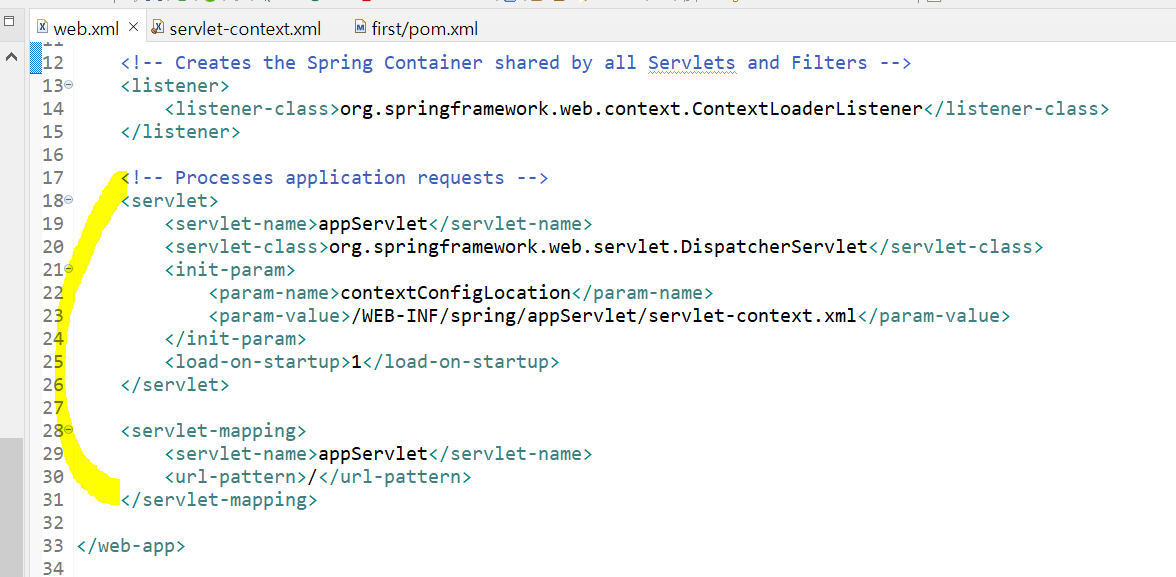 web.xml
servlet-context.xml
first/pom.xml
11
12 <!-- Creates the Spring Container shared by all Servlets and Filters -->
13 <listener>
14 <listener-class>org.springframework.web.context.ContextLoaderListener</listener-class>
15 </listener>
16
17 <!-- Processes application requests -->
18 <servlet>
19 <servlet-name>appServlet</servlet-name>
20 <servlet-class>org.springframework.web.servlet.DispatcherServlet</servlet-class>
21 <init-param>
22 <param-name>contextConfigLocation</param-name>
23 <param-value>/WEB-INF/spring/appServlet/servlet-context.xml</param-value>
24 </init-param>
25 <load-on-startup>1</load-on-startup>
26 </servlet>
27
28 <servlet-mapping>
29 <servlet-name>appServlet</servlet-name>
30 <url-pattern>/</url-pattern>
31 </servlet-mapping>
32
33 </web-app>
34